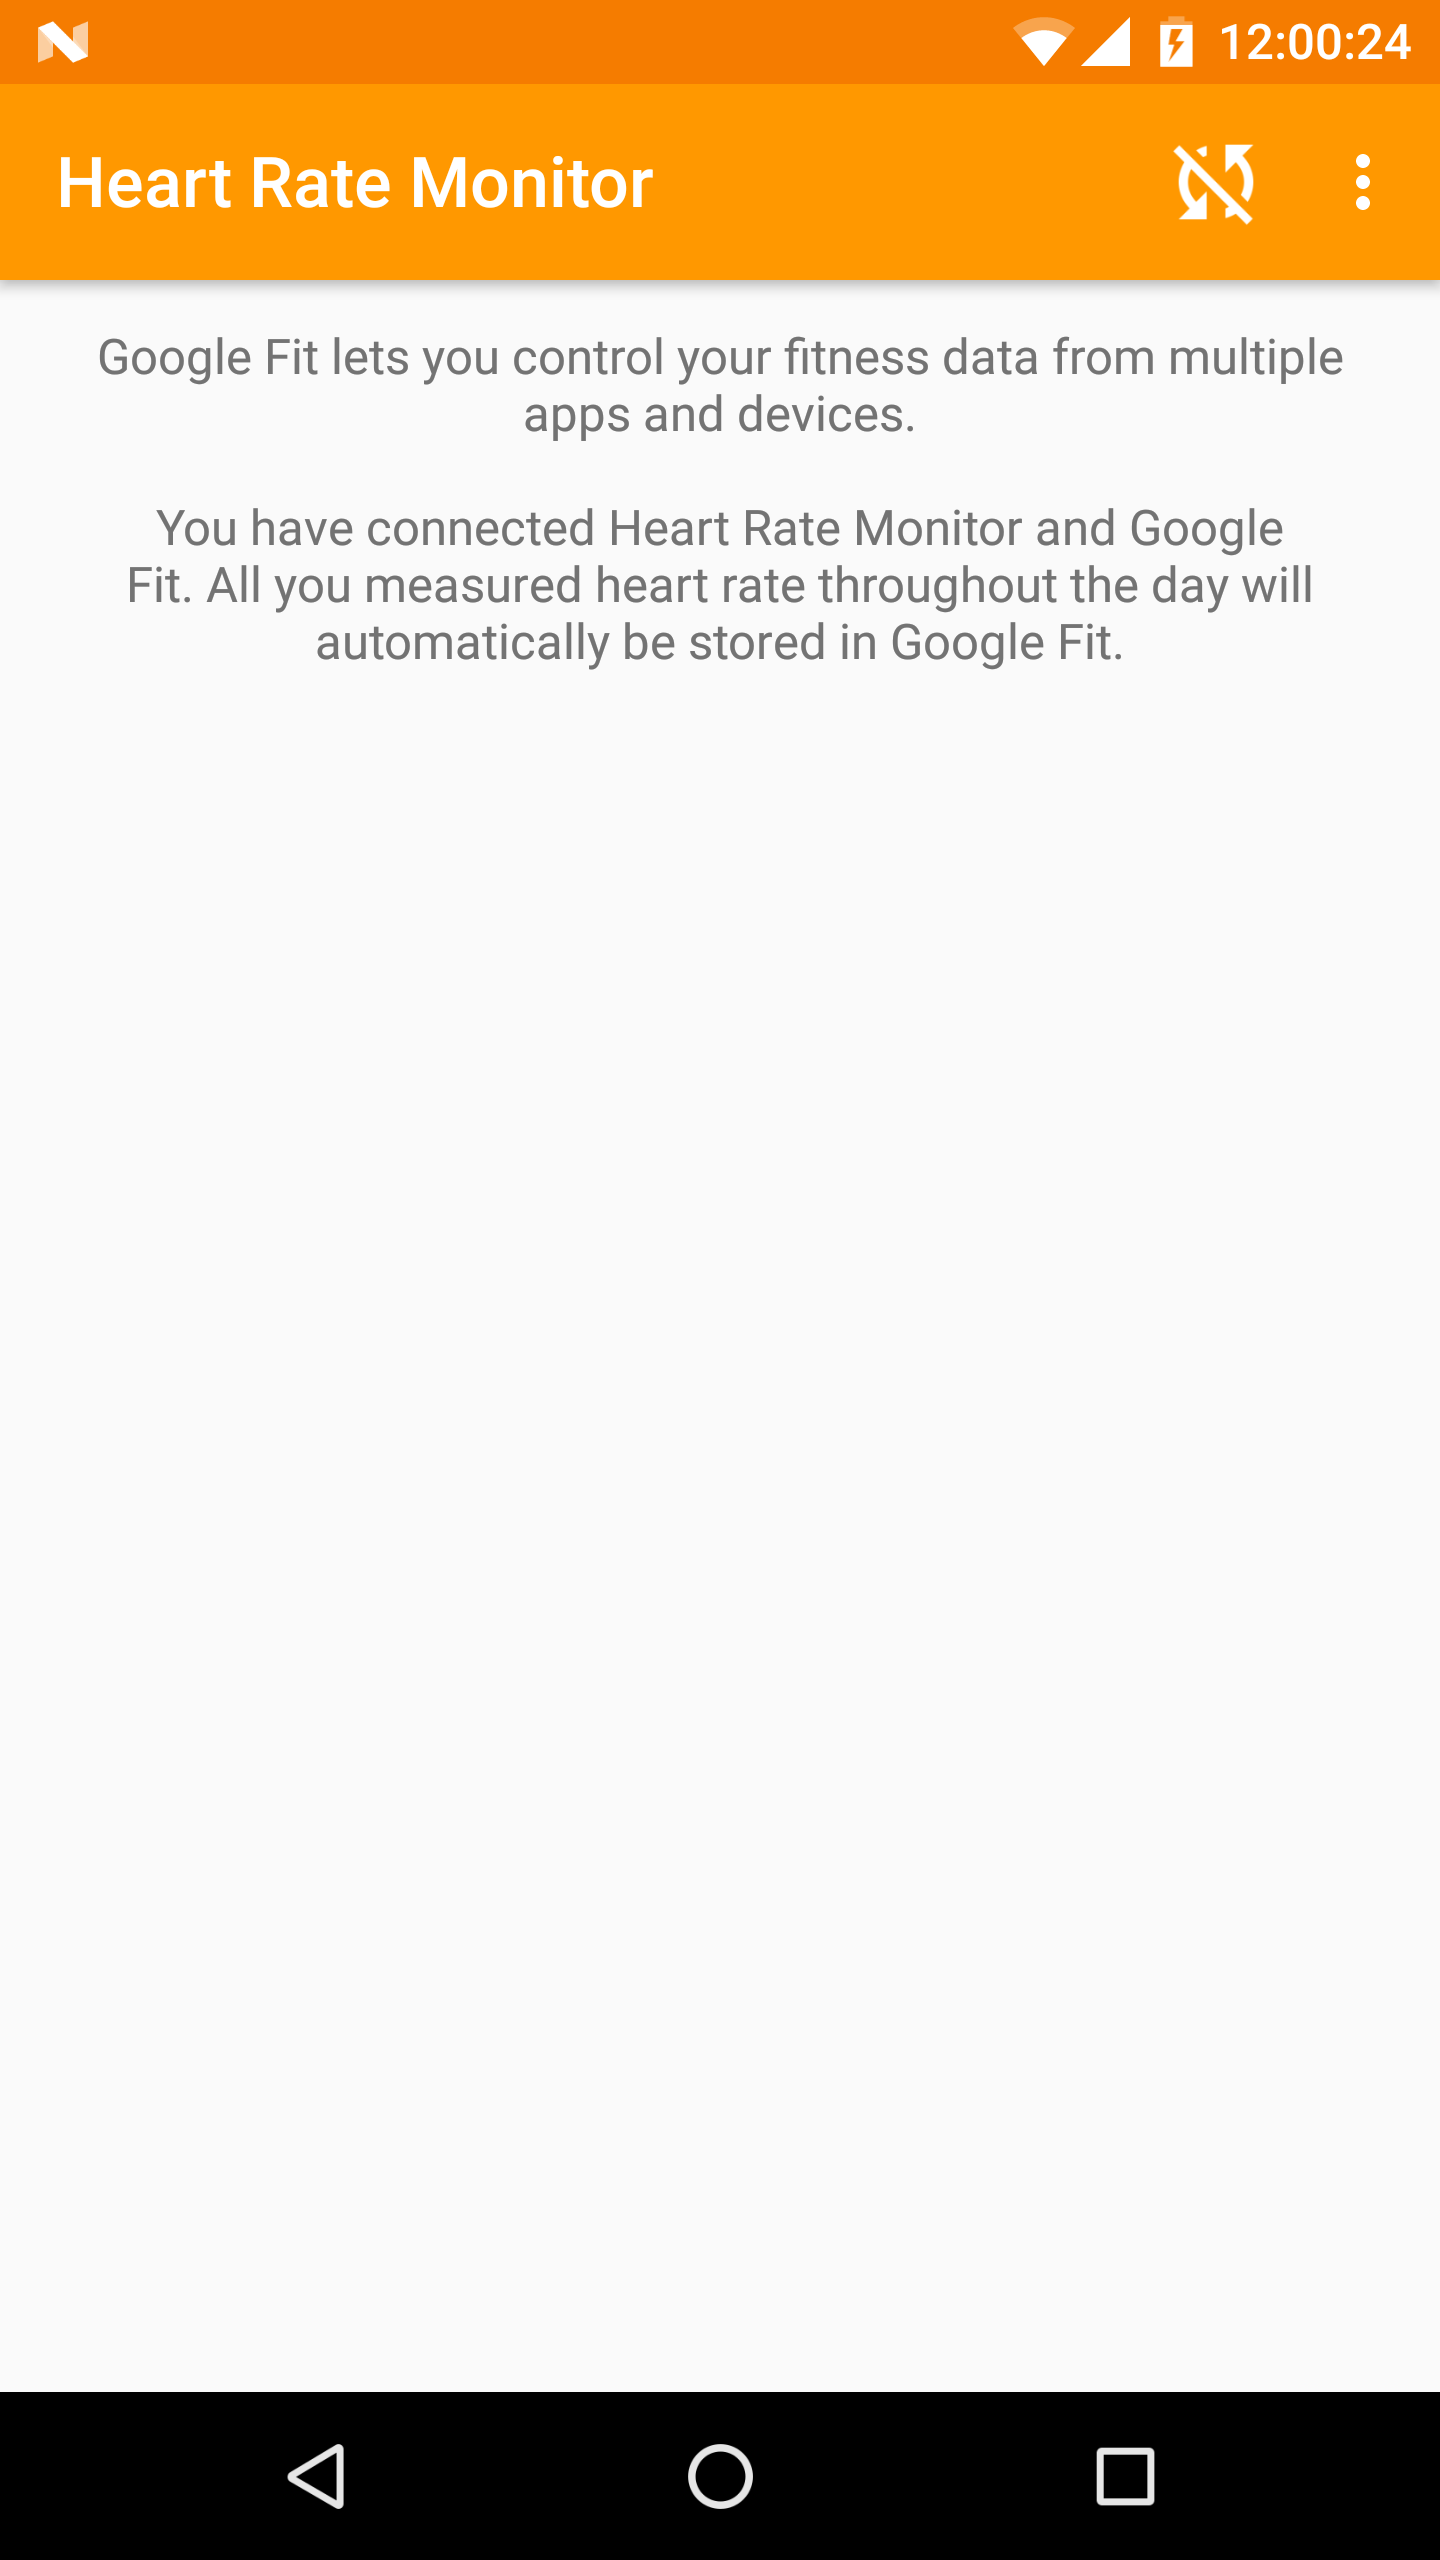 12:00:24
Heart Rate Monitor
Google Fit lets you control your fitness data from multiple
apps and devices.
You have connected Heart Rate Monitor and Google
Fit. All you measured heart rate throughout the day will
automatically be stored in Google Fit.